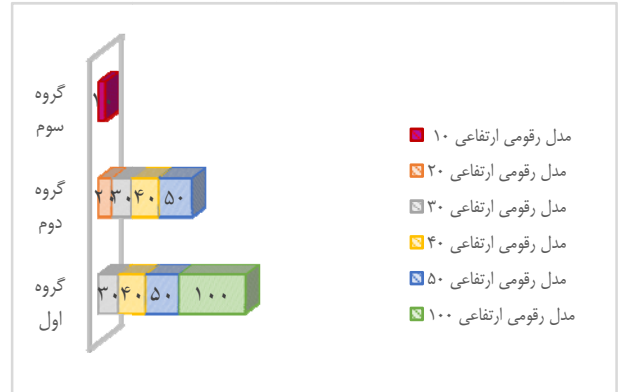 گروه
سوم
۱۰
گروه
دوم
۲۰ ۳۰ ۴۰ ۵۰
گروه
اول
۳۰ ۴۰ ۵۰ ۱۰۰
مدل رقومی ارتفاعی ۱۰
مدل رقومی ارتفاعی ۲۰
مدل رقومی ارتفاعی ۳۰
مدل رقومی ارتفاعی ۴۰
مدل رقومی ارتفاعی ۵۰
مدل رقومی ارتفاعی ۱۰۰